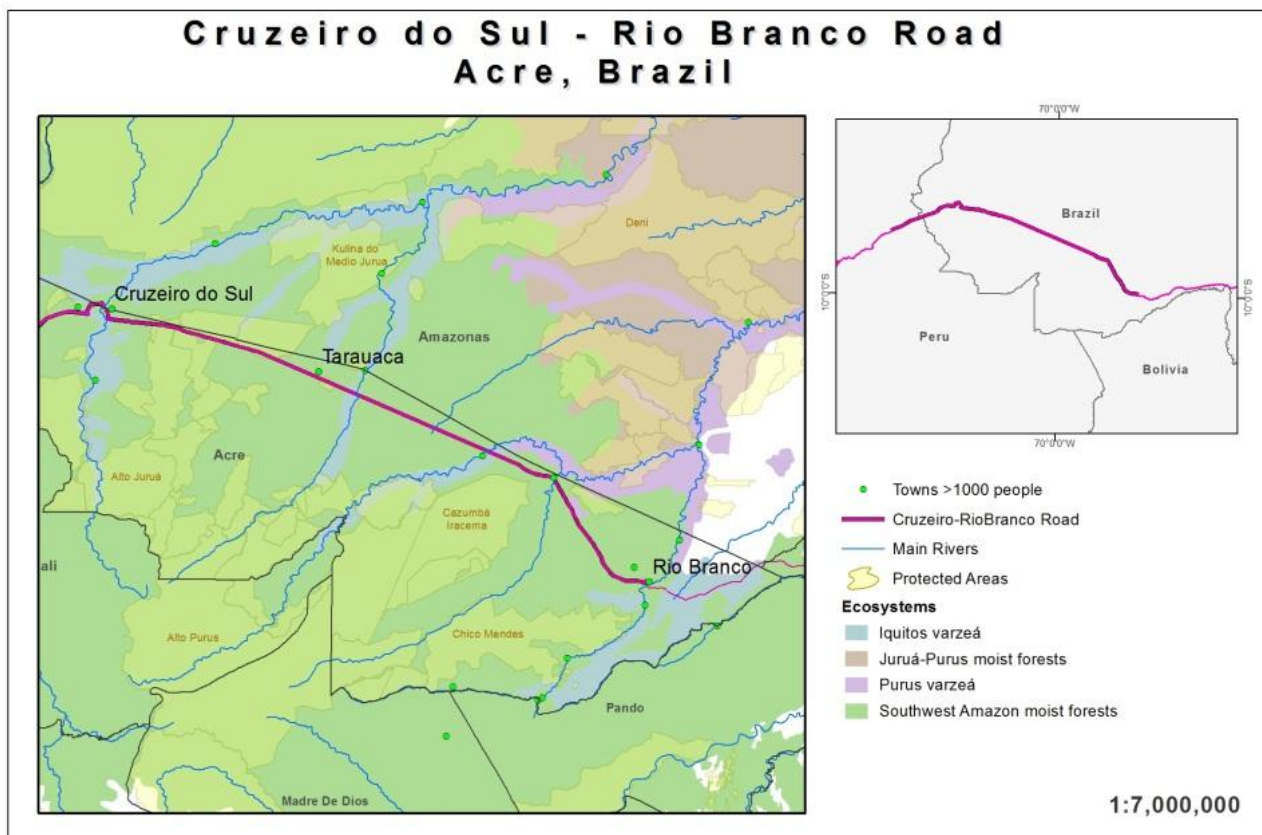 Cruzeiro do Sul - Rio Branco Road
Acre, Brazil
Deni
Kulina do
Medio Jurua
Cruzeiro do Sul
Amazonas
Tarauaca
Acre
Alto Juruá
Cazumbá
Iracema
ali
Rio Branco
Alto Purus
Chico Mendes
Pando
Madre De Dios
70°0'0"W
Brazil
10°0'0"S
10°0'0"S
Peru
Bolivia
70°0'0"W
Towns >1000 people
Cruzeiro-RioBranco Road
Main Rivers
Protected Areas
Ecosystems
Iquitos varzeá
Juruá-Purus moist forests
Purus varzeá
Southwest Amazon moist forests
1:7,000,000